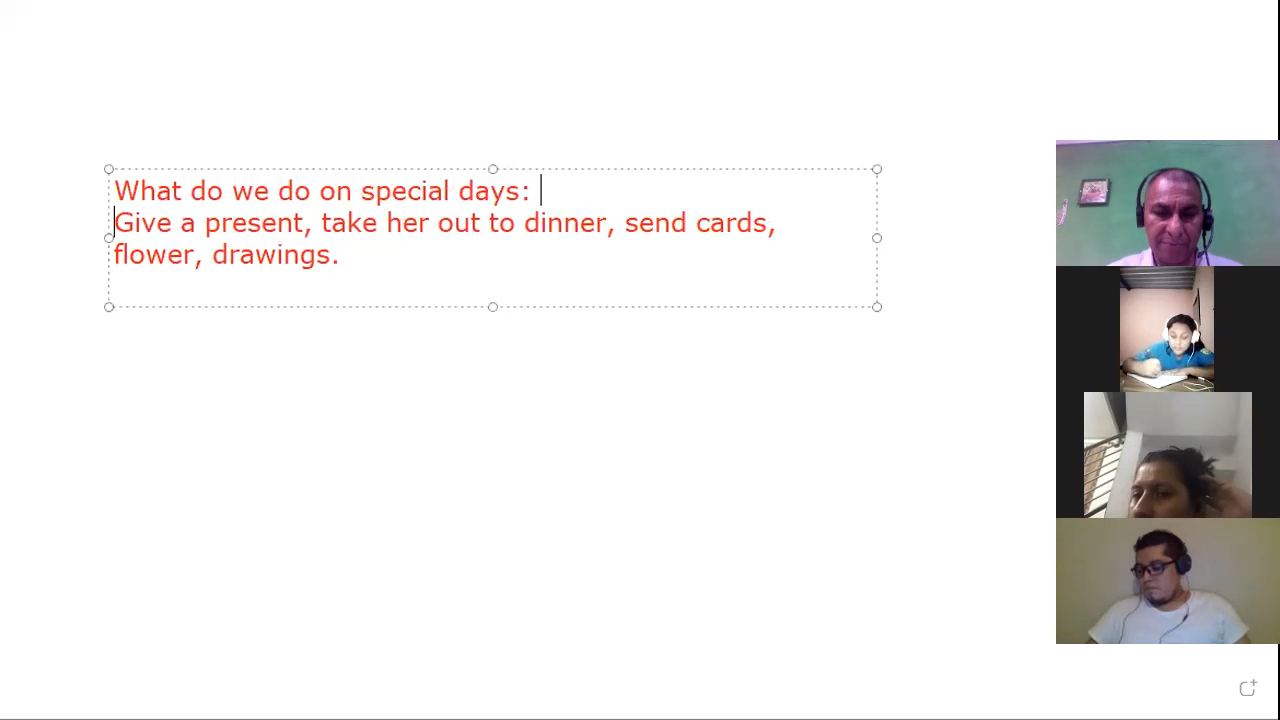 What do we do on special days:
Give a present, take her out to dinner, send cards,
flower, drawings.